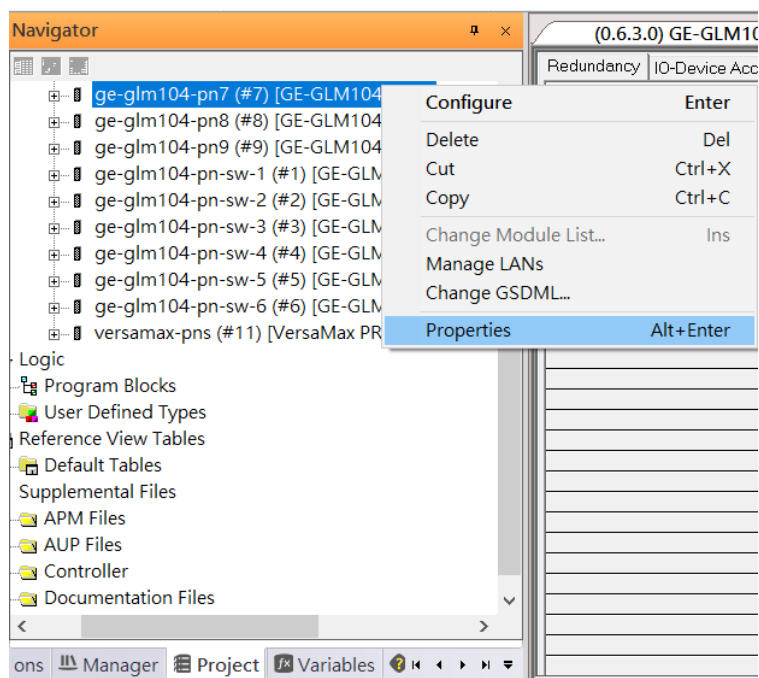 Navigator
(0.6.3.0) GE-GLM10
Redundancy IO-Device Acc
ge-glm104-pn7 (#7) [GE-GLM104
ge-glm104-pn8 (#8) [GE-GLM104
ge-glm104-pn9 (#9) [GE-GLM104
ge-glm104-pn-sw-1 (#1) [GE-GLM
ge-glm104-pn-sw-2 (#2) [GE-GLM
ge-glm104-pn-sw-3 (#3) [GE-GLM
ge-glm104-pn-sw-4 (#4) [GE-GLM
ge-glm104-pn-sw-5 (#5) [GE-GLM
ge-glm104-pn-sw-6 (#6) [GE-GLM
versamax-pns (#11) [VersaMax PR
Configure Enter
Delete Del
Cut Ctrl+X
Copy Ctrl+C
Change Module List... Ins
Manage LANs
Change GSDML...
Properties Alt+Enter
Logic
Program Blocks
User Defined Types
Reference View Tables
Default Tables
Supplemental Files
APM Files
AUP Files
Controller
Documentation Files
ons Manager Project Variables